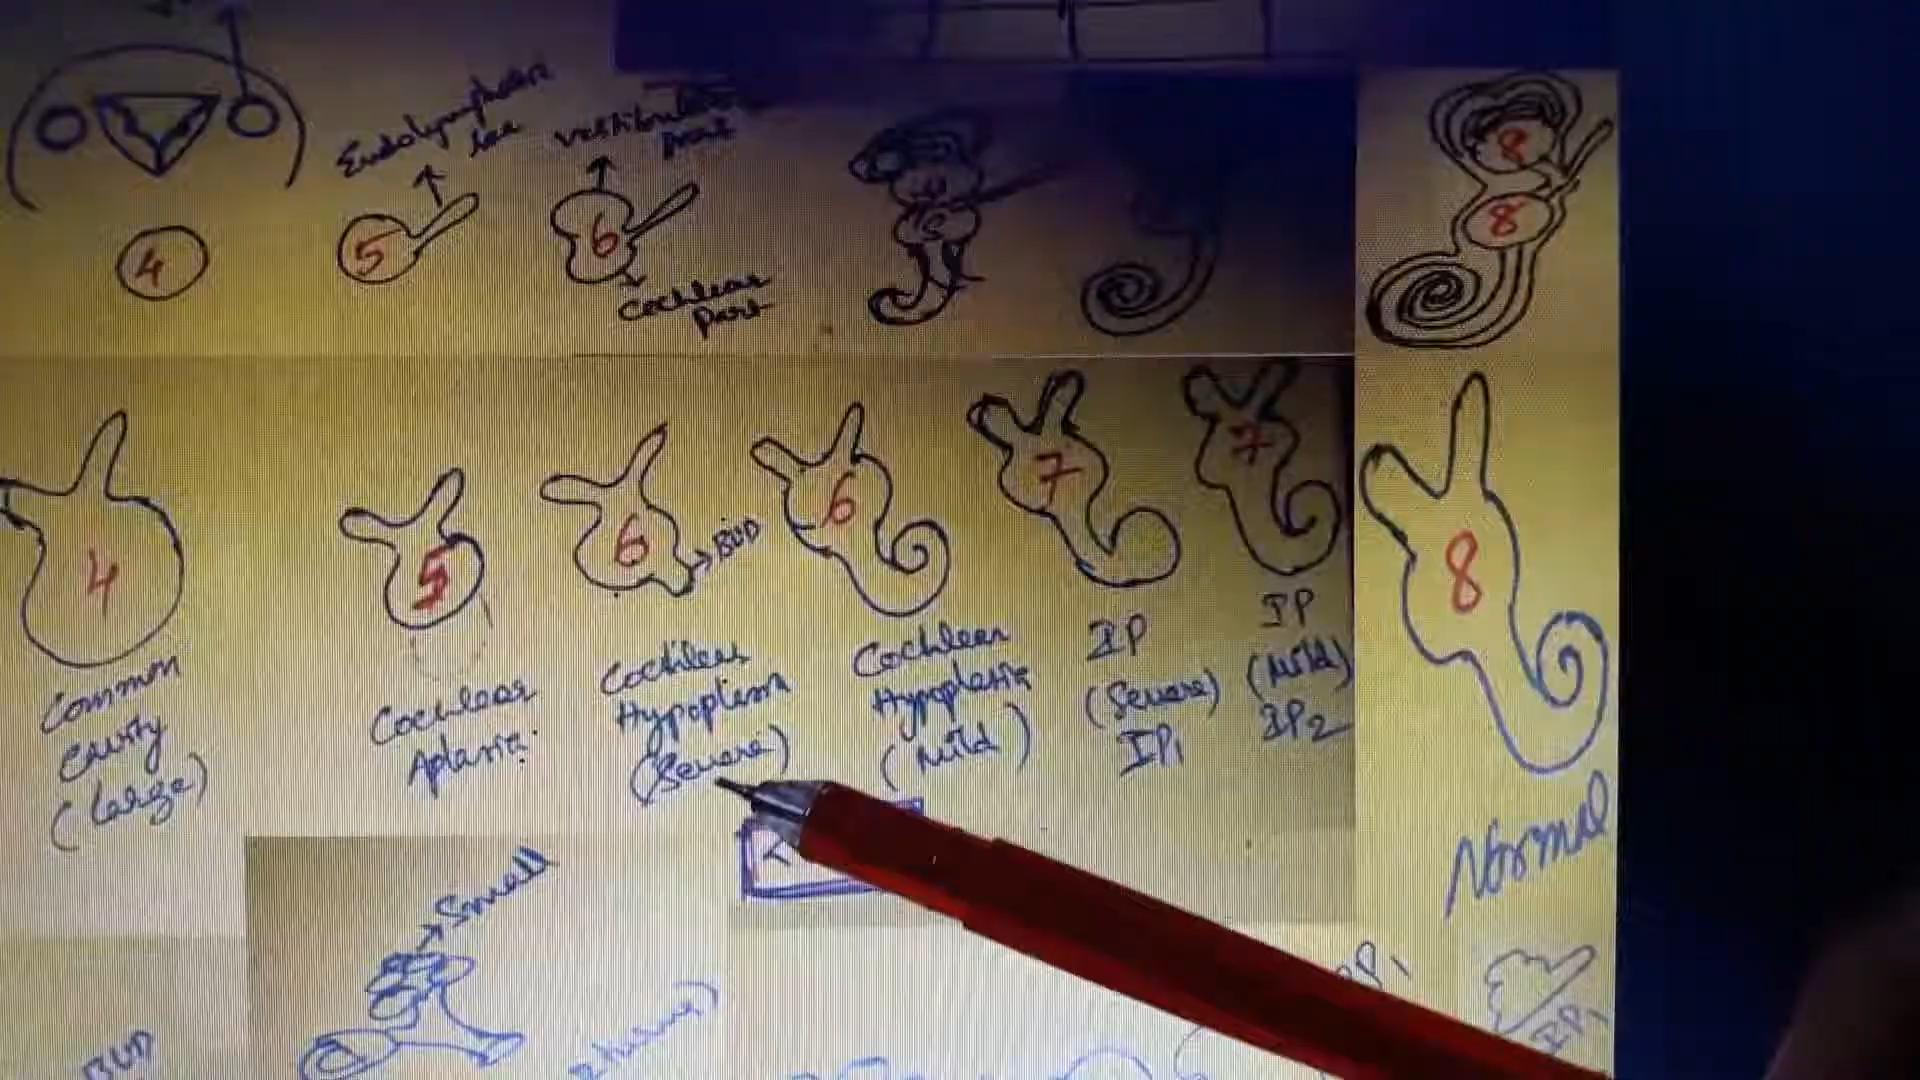 Endolymphatic
sac
Vestibular
part
4
5
6
Cochlear
part
8
8
4
5
6
BUD
6
7
7
8
Common
Cavity
(Large)
Cochlear
Aplasia
Cochlear
Hypoplasia
(Severe)
Cochlear
Hypoplasia
(Mild)
IP
(Severe)
IP1
IP
(Mild)
IP2
Normal
Small
BUD
IP1